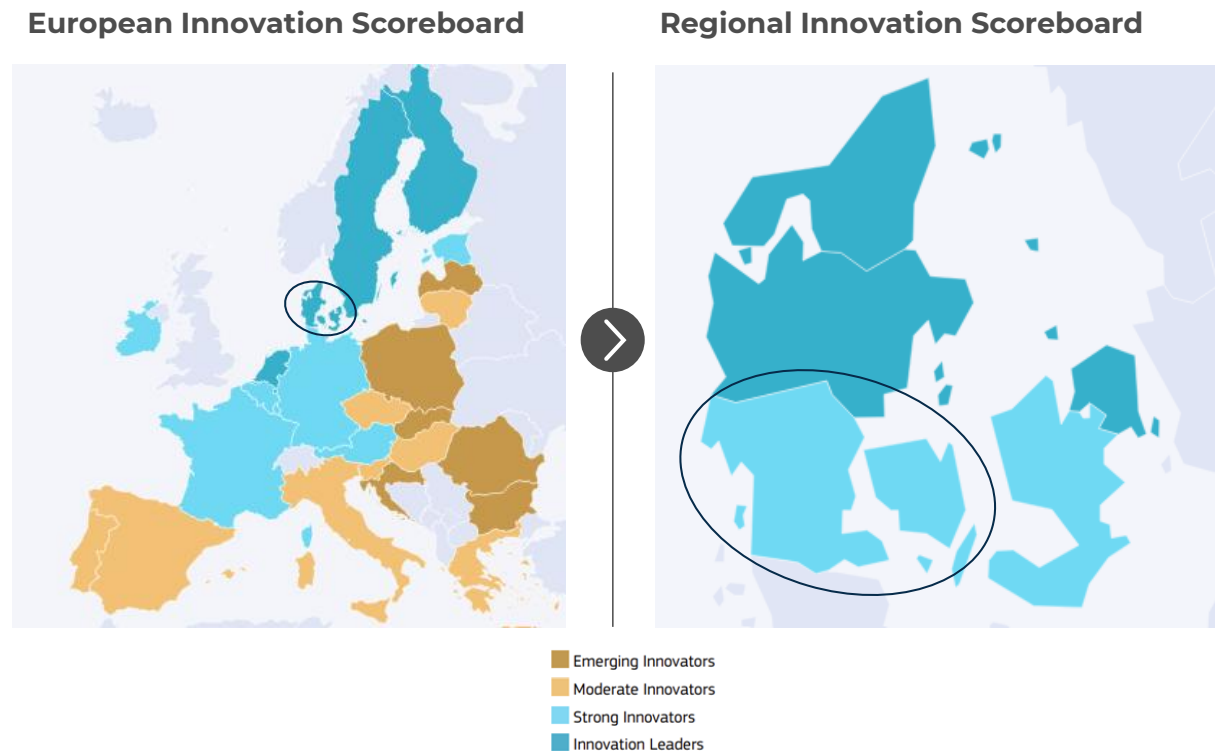 European Innovation Scoreboard
Regional Innovation Scoreboard
Emerging Innovators
Moderate Innovators
Strong Innovators
Innovation Leaders